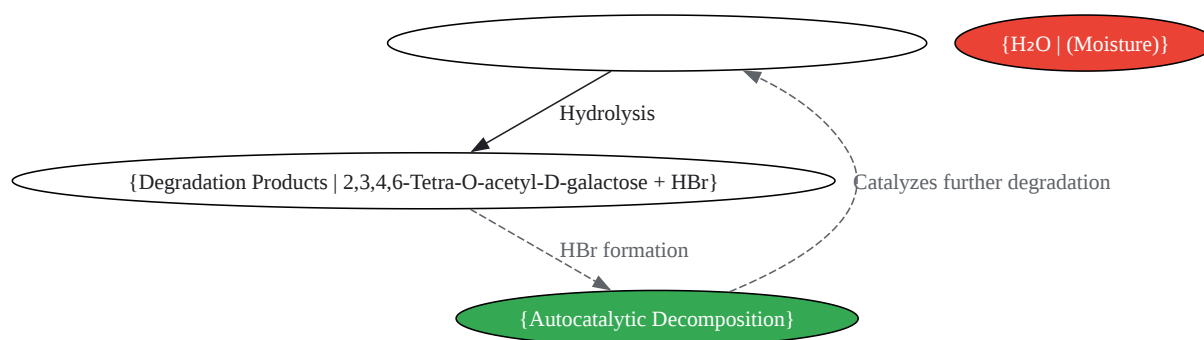 {H₂O | (Moisture)}
Hydrolysis
{Degradation Products | 2,3,4,6-Tetra-O-acetyl-D-galactose + HBr}
Catalyzes further degradation
HBr formation
{Autocatalytic Decomposition}